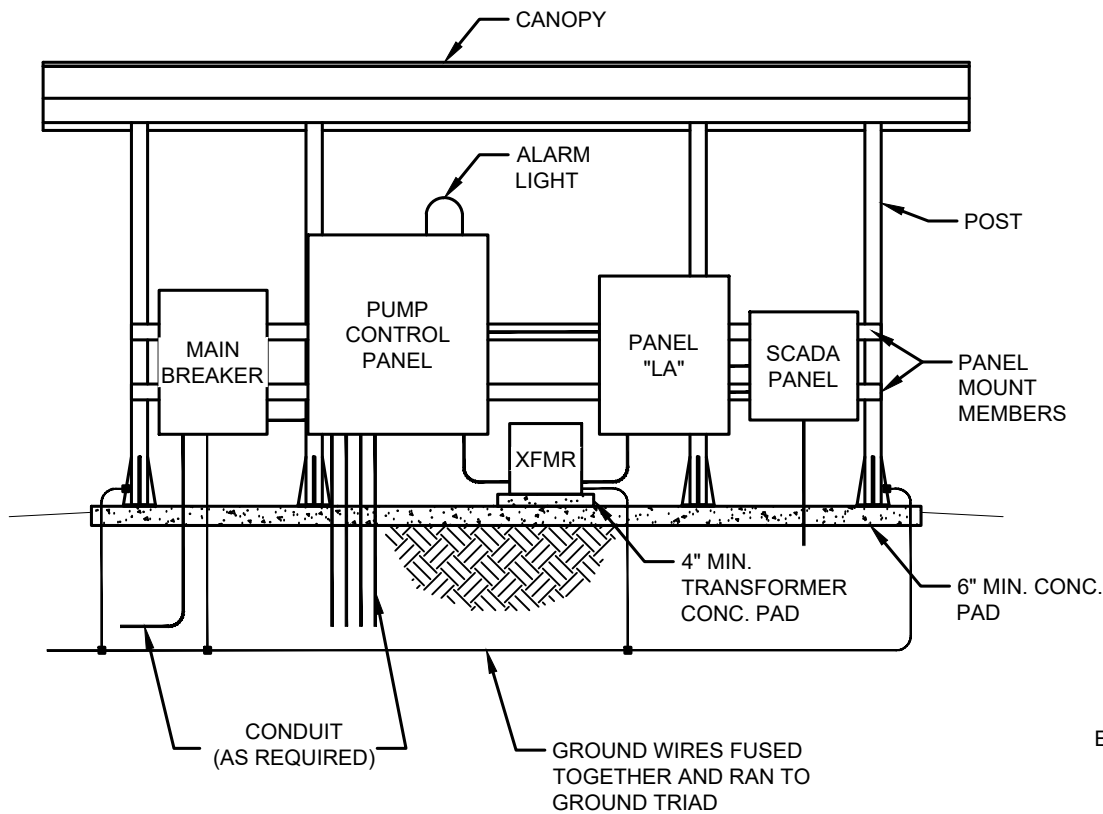 CANOPY
ALARM
LIGHT
POST
PUMP
CONTROL
PANEL
MAIN
BREAKER
PANEL
"LA"
SCADA
PANEL
PANEL
MOUNT
MEMBERS
XFMR
4" MIN.
TRANSFORMER
CONC. PAD
6" MIN. CONC.
PAD
CONDUIT
(AS REQUIRED)
GROUND WIRES FUSED
TOGETHER AND RAN TO
GROUND TRIAD
E